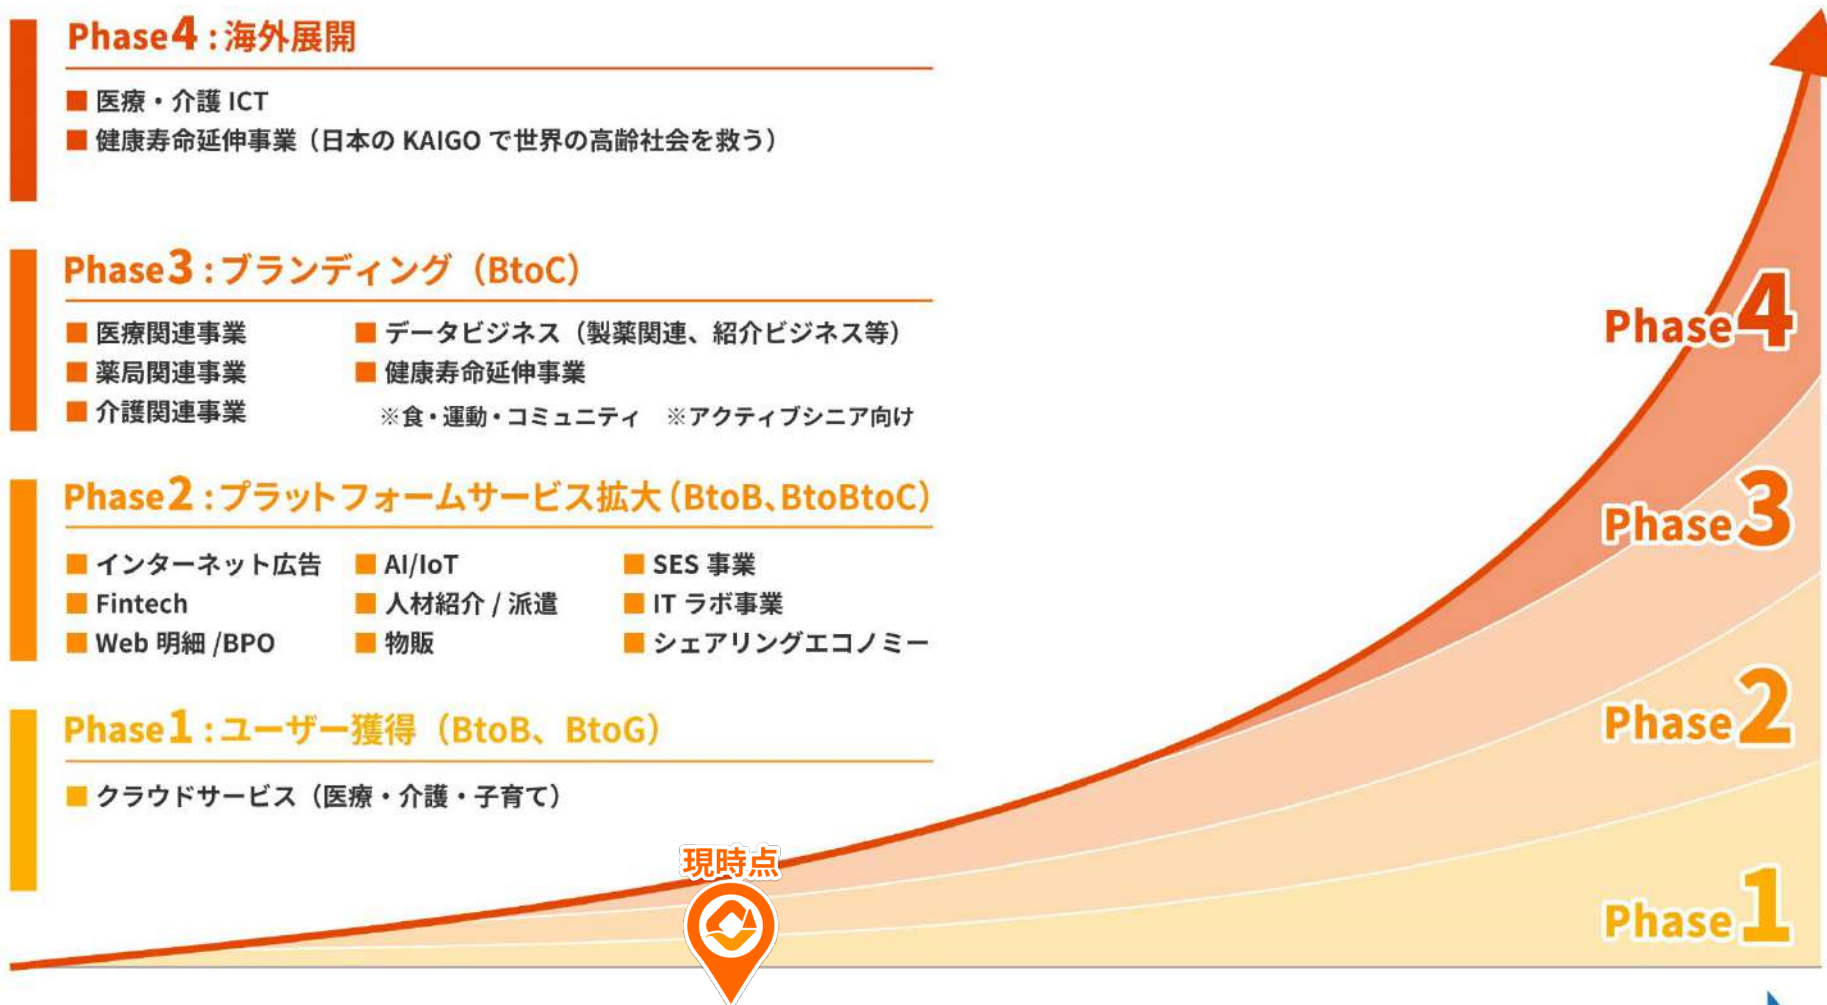 Phase4：海外展開
■ 医療・介護 ICT
■ 健康寿命延伸事業（日本の KAIGO で世界の高齢社会を救う）
Phase3：ブランディング（BtoC）
■ 医療関連事業
■ 薬局関連事業
■ 介護関連事業
■ データビジネス（製薬関連、紹介ビジネス等）
■ 健康寿命延伸事業
※食・運動・コミュニティ　※アクティブシニア向け
Phase2：プラットフォームサービス拡大（BtoB、BtoBtoC）
■ インターネット広告
■ Fintech
■ Web 明細 /BPO
■ AI/IoT
■ 人材紹介 / 派遣
■ 物販
■ SES 事業
■ IT ラボ事業
■ シェアリングエコノミー
Phase1：ユーザー獲得（BtoB、BtoG）
■ クラウドサービス（医療・介護・子育て）
現時点
Phase4
Phase3
Phase2
Phase1